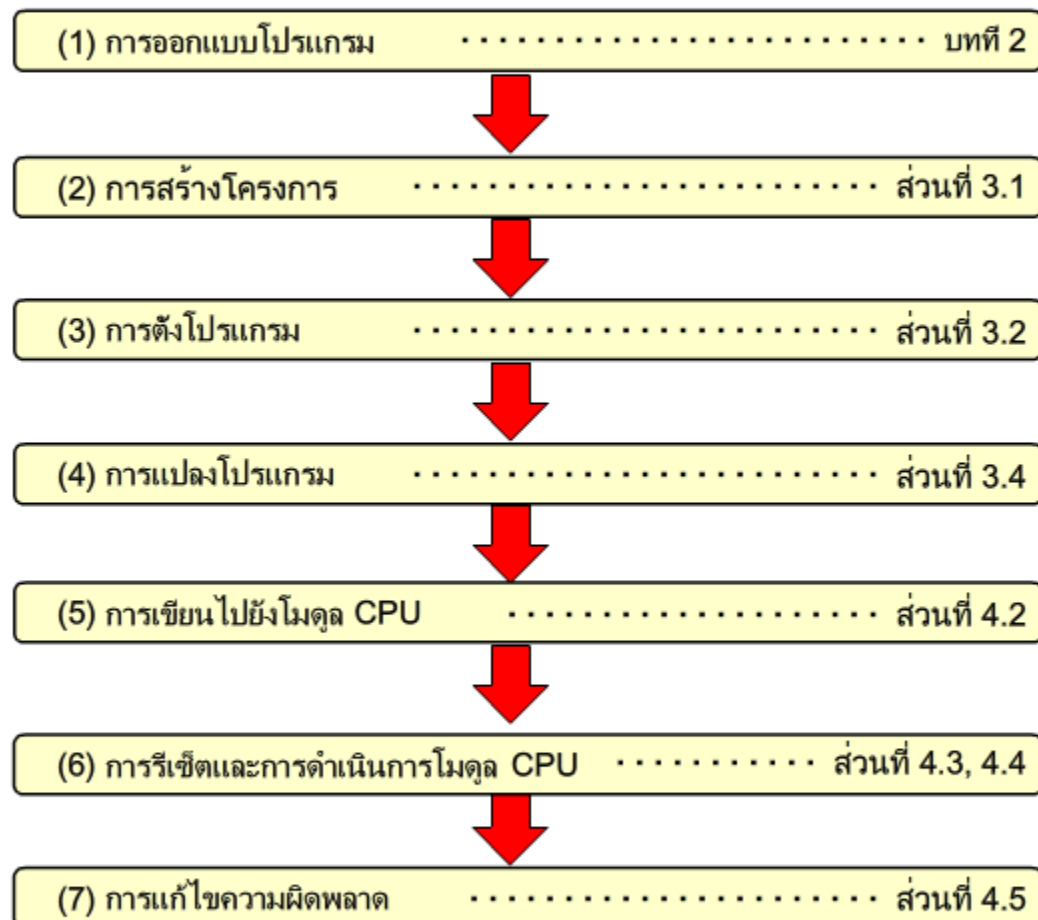 (1) การออกแบบโปรแกรม ························· บทที่ 2
(2) การสร้างโครงการ ························· ส่วนที่ 3.1
(3) การตั้งโปรแกรม ························· ส่วนที่ 3.2
(4) การแปลงโปรแกรม ························· ส่วนที่ 3.4
(5) การเขียนไปยังโมดูล CPU ···················· ส่วนที่ 4.2
(6) การรีเซ็ตและการดำเนินการโมดูล CPU ··········· ส่วนที่ 4.3, 4.4
(7) การแก้ไขความผิดพลาด ······················ ส่วนที่ 4.5